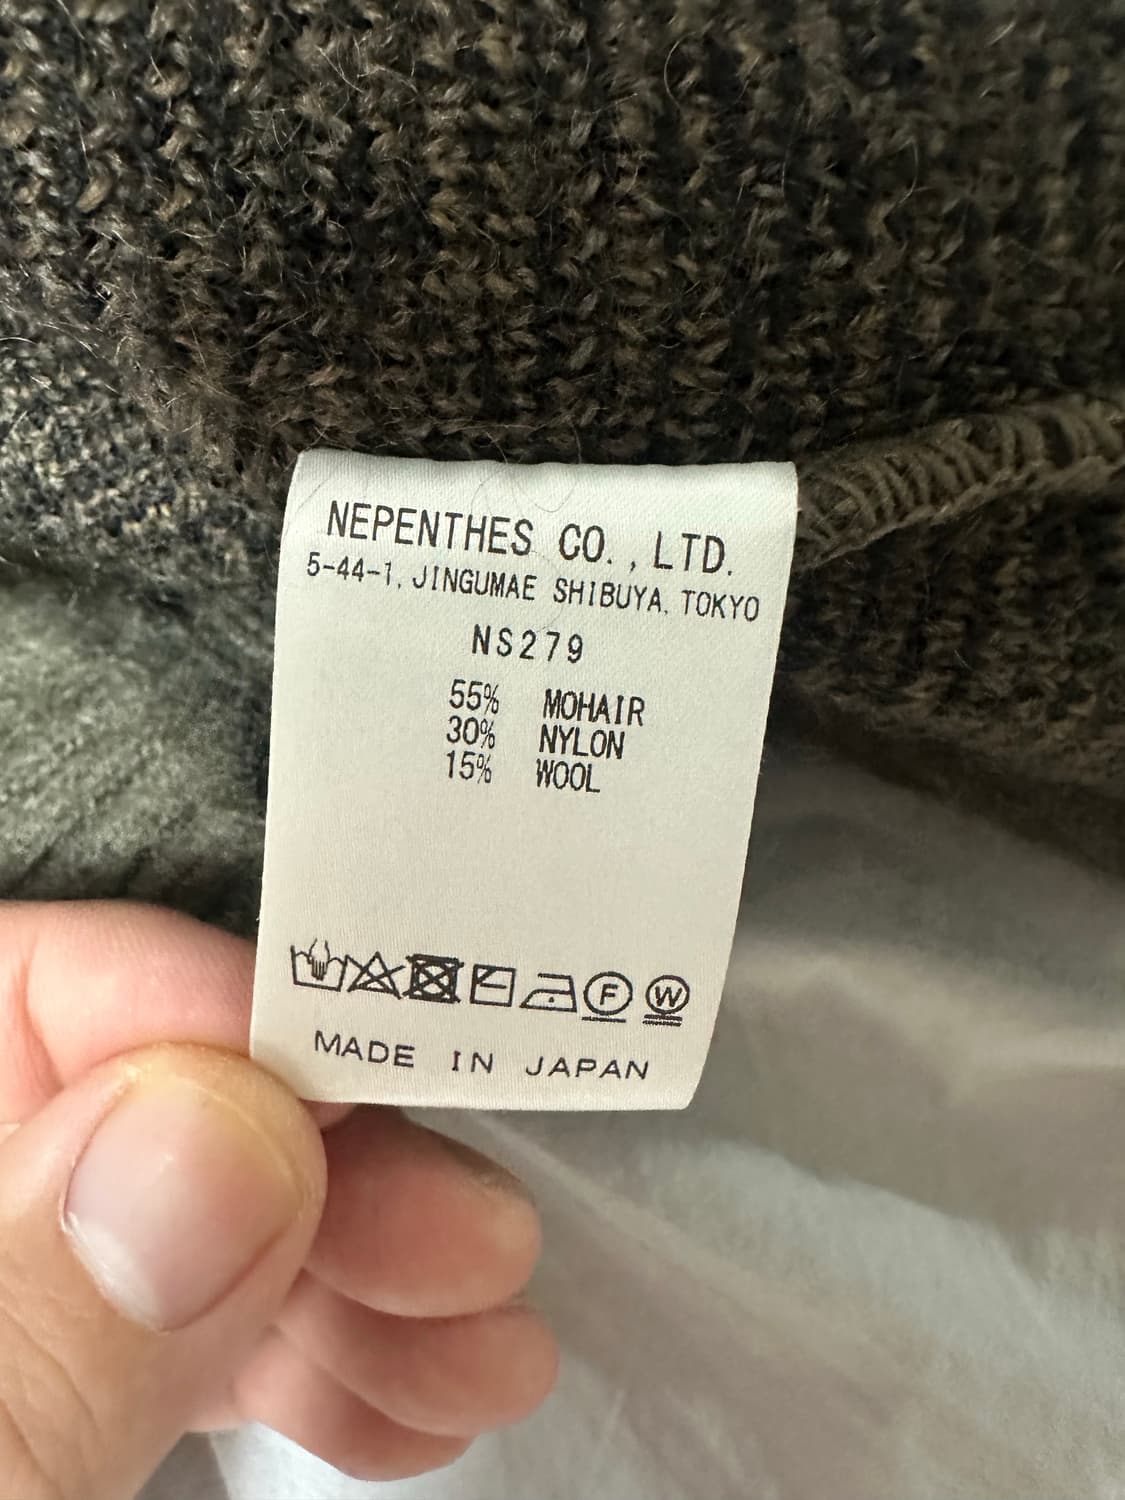 NEPENTHES CO., LTD.
5-44-1, JINGUMAE SHIBUYA, TOKYO
NS279
55% MOHAIR
30% NYLON
15% WOOL
F W
MADE IN JAPAN